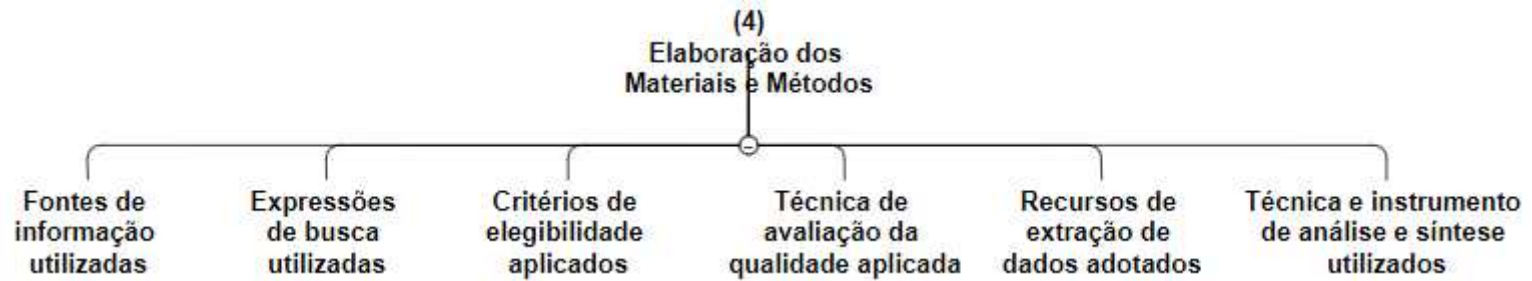 (4)
Elaboração dos
Materiais e Métodos
Fontes de
informação
utilizadas
Expressões
de busca
utilizadas
Critérios de
elegibilidade
aplicados
Técnica de
avaliação da
qualidade aplicada
Recursos de
extração de
dados adotados
Técnica e instrumento
de análise e síntese
utilizados